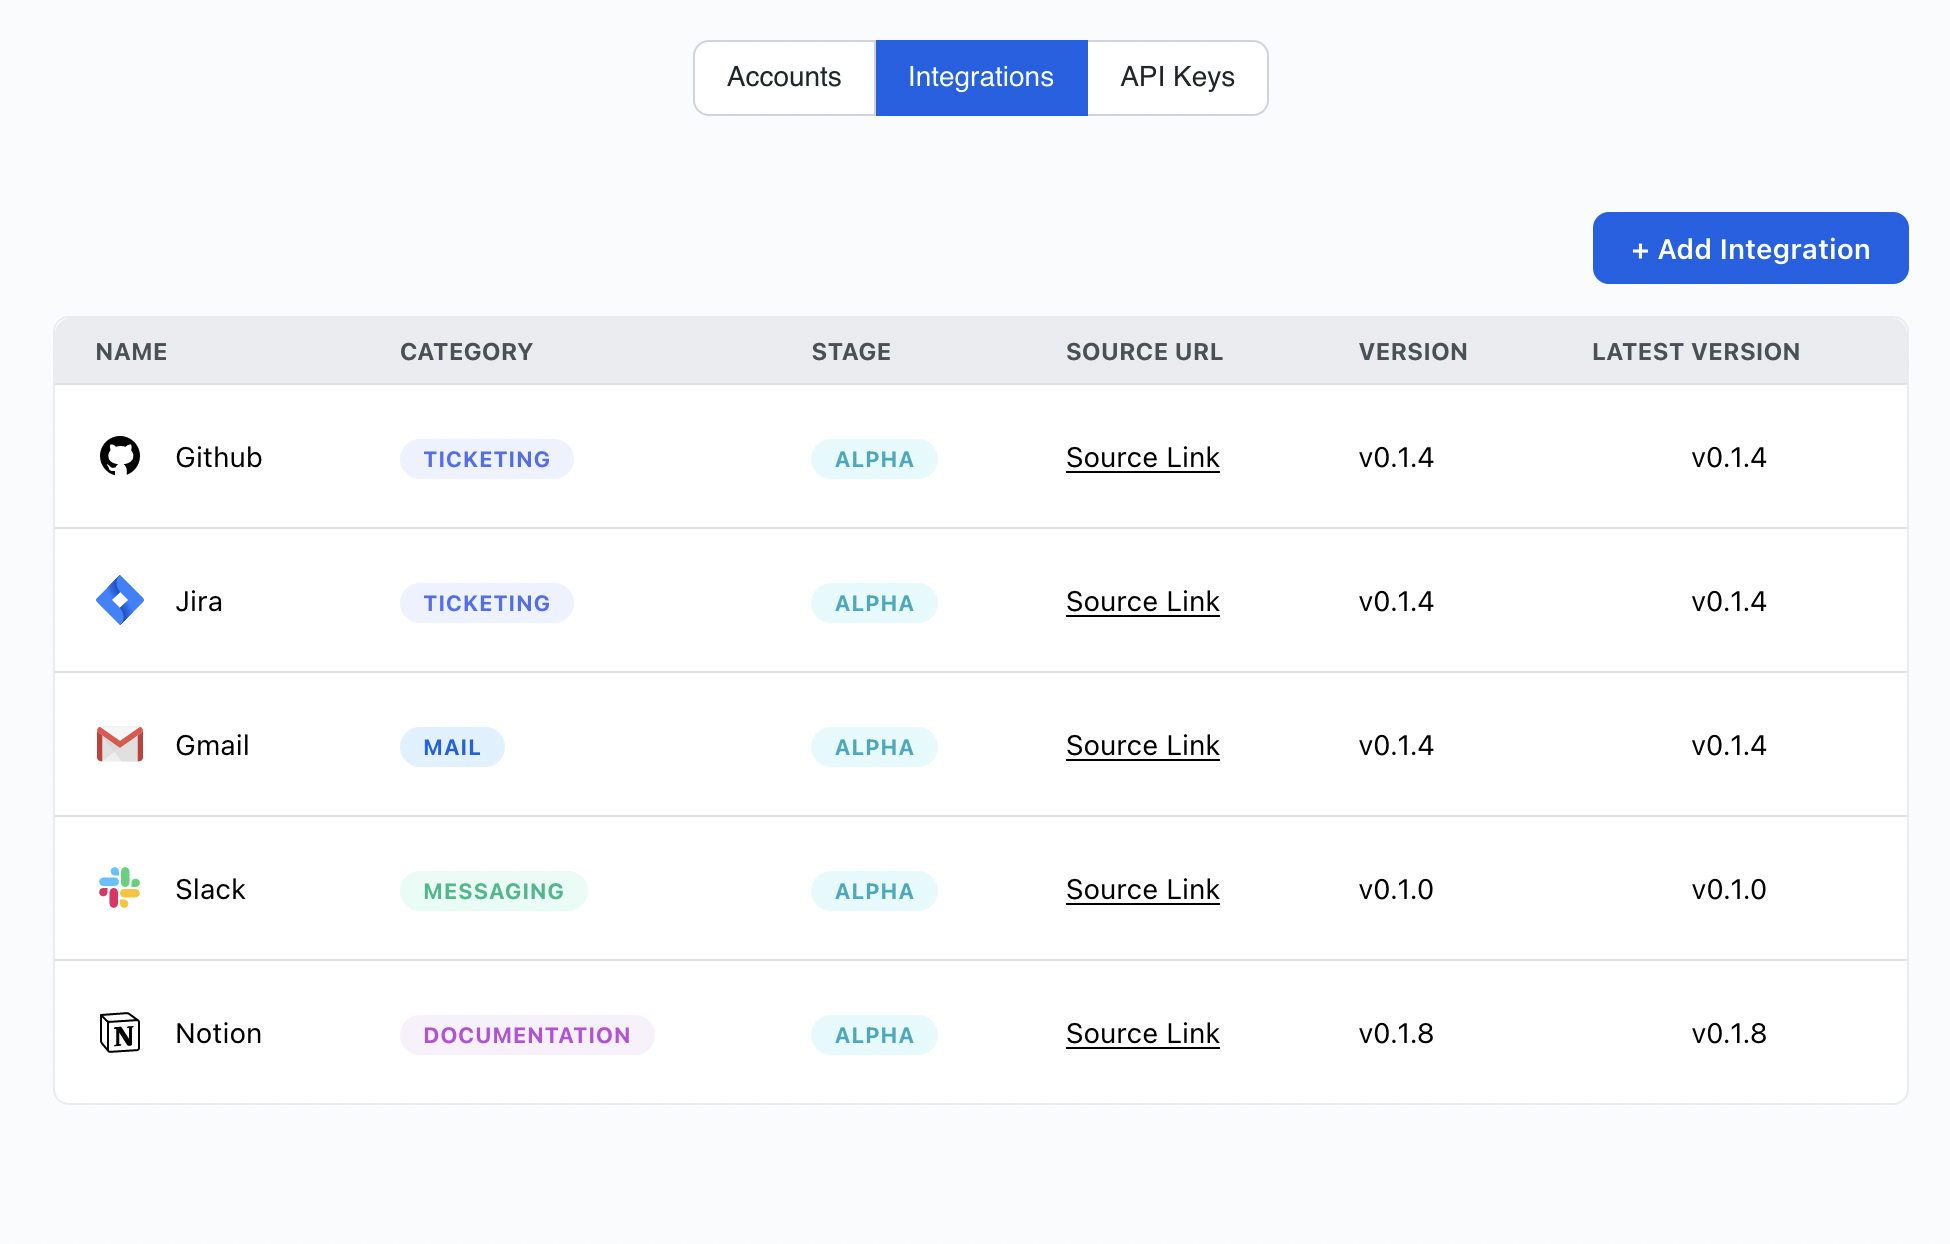 Accounts Integrations API Keys
+ Add Integration
NAME CATEGORY STAGE SOURCE URL VERSION LATEST VERSION
Github TICKETING ALPHA Source Link v0.1.4 v0.1.4
Jira TICKETING ALPHA Source Link v0.1.4 v0.1.4
Gmail MAIL ALPHA Source Link v0.1.4 v0.1.4
Slack MESSAGING ALPHA Source Link v0.1.0 v0.1.0
N Notion DOCUMENTATION ALPHA Source Link v0.1.8 v0.1.8